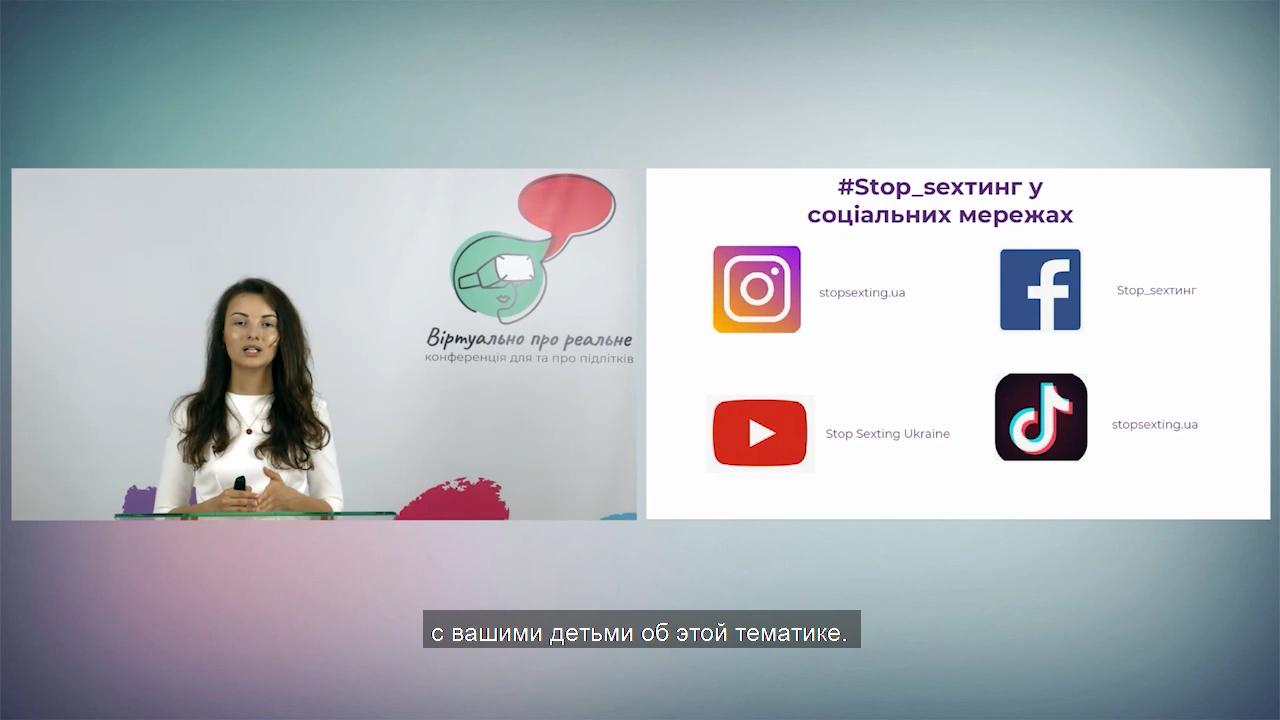 Віртуально про реальне
конференція для та про підлітків
#Stop_sexтинг у
соціальних мережах
stopsexting.ua
Stop_sexтинг
Stop Sexting Ukraine
stopsexting.ua
с вашими детьми об этой тематике.